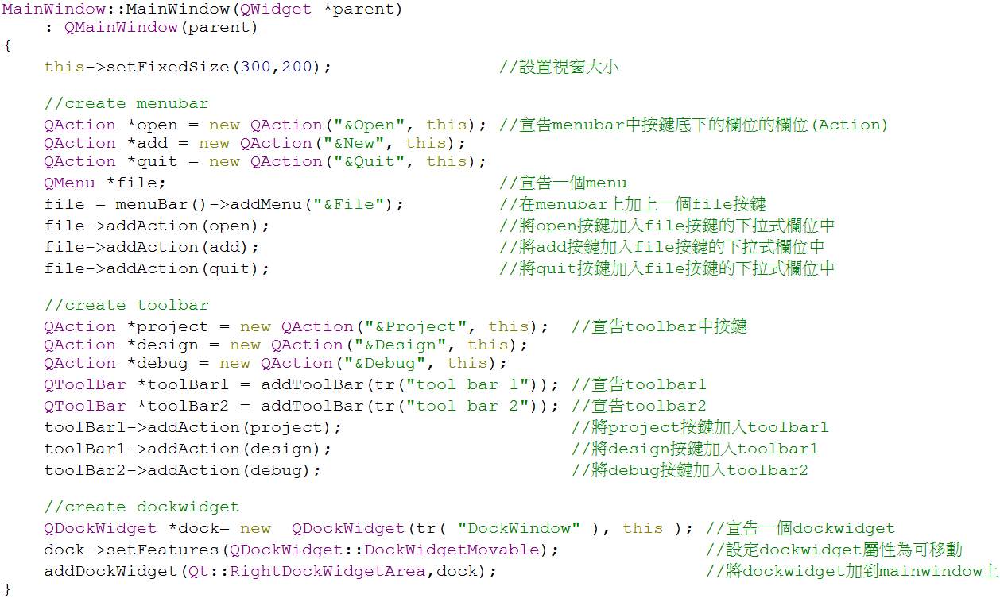 MainWindow::MainWindow(QWidget *parent)
    : QMainWindow(parent)
{
    this->setFixedSize(300,200);                //設置視窗大小
    //create menubar
    QAction *open = new QAction("&Open", this); //宣告menubar中按鍵底下的欄位的欄位(Action)
    QAction *add = new QAction("&New", this);
    QAction *quit = new QAction("&Quit", this);
    QMenu *file;                                //宣告一個menu
    file = menuBar()->addMenu("&File");         //在menubar上加上一個file按鍵
    file->addAction(open);                      //將open按鍵加入file按鍵的下拉式欄位中
    file->addAction(add);                       //將add按鍵加入file按鍵的下拉式欄位中
    file->addAction(quit);                      //將quit按鍵加入file按鍵的下拉式欄位中
    //create toolbar
    QAction *project = new QAction("&Project", this);  //宣告toolbar中按鍵
    QAction *design = new QAction("&Design", this);
    QAction *debug = new QAction("&Debug", this);
    QToolBar *toolBar1 = addToolBar(tr("tool bar 1")); //宣告toolbar1
    QToolBar *toolBar2 = addToolBar(tr("tool bar 2")); //宣告toolbar2
    toolBar1->addAction(project);                      //將project按鍵加入toolbar1
    toolBar1->addAction(design);                       //將design按鍵加入toolbar1
    toolBar2->addAction(debug);                        //將debug按鍵加入toolbar2
    //create dockwidget
    QDockWidget *dock= new  QDockWidget(tr( "DockWindow" ), this ); //宣告一個dockwidget
    dock->setFeatures(QDockWidget::DockWidgetMovable);              //設定dockwidget屬性為可移動
    addDockWidget(Qt::RightDockWidgetArea,dock);                    //將dockwidget加到mainwindow上
}